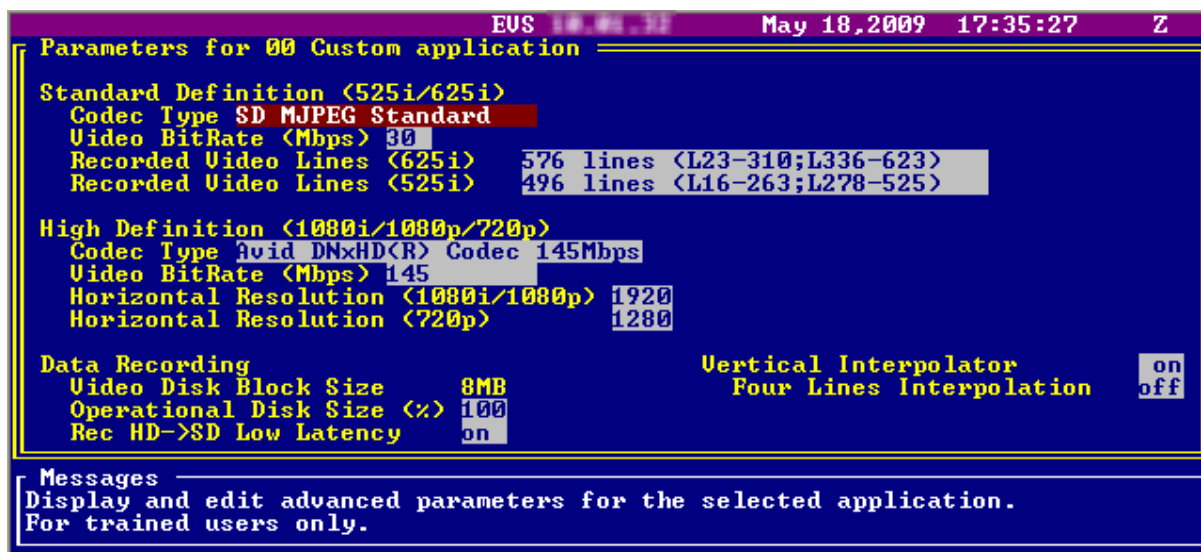 EVS May 18,2009 17:35:27 Z
Parameters for 00 Custom application
Standard Definition (525i/625i)
Codec Type SD MJPEG Standard
Video BitRate (Mbps) 30
Recorded Video Lines (625i) 576 lines (L23-310;L336-623)
Recorded Video Lines (525i) 496 lines (L16-263;L278-525)
High Definition (1080i/1080p/720p)
Codec Type Avid DNxHD(R) Codec 145Mbps
Video BitRate (Mbps) 145
Horizontal Resolution (1080i/1080p) 1920
Horizontal Resolution (720p) 1280
Data Recording Vertical Interpolator on
Video Disk Block Size 8MB Four Lines Interpolation off
Operational Disk Size (%) 100
Rec HD->SD Low Latency on
Messages
Display and edit advanced parameters for the selected application.
For trained users only.